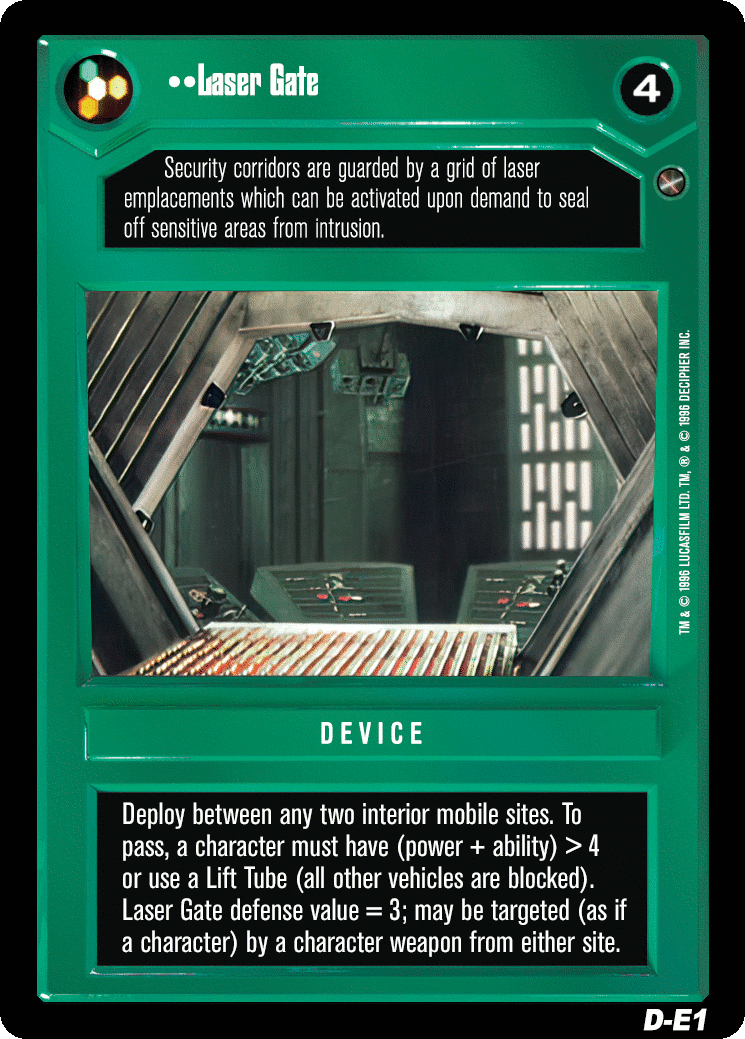 ••Laser Gate
4
Security corridors are guarded by a grid of laser
emplacements which can be activated upon demand to seal
off sensitive areas from intrusion.
TM & © 1996 LUCASFILM LTD. TM, ® & © 1996 DECIPHER INC.
DEVICE
Deploy between any two interior mobile sites. To
pass, a character must have (power + ability) > 4
or use a Lift Tube (all other vehicles are blocked).
Laser Gate defense value = 3; may be targeted (as if
a character) by a character weapon from either site.
D-E1